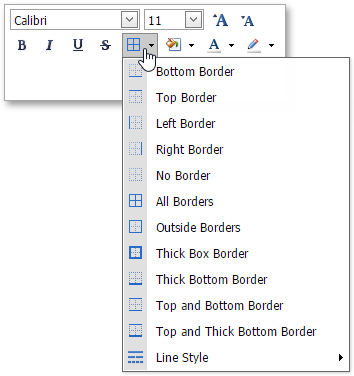 Calibri 11 A A
B I U S A
Bottom Border
Top Border
Left Border
Right Border
No Border
All Borders
Outside Borders
Thick Box Border
Thick Bottom Border
Top and Bottom Border
Top and Thick Bottom Border
Line Style